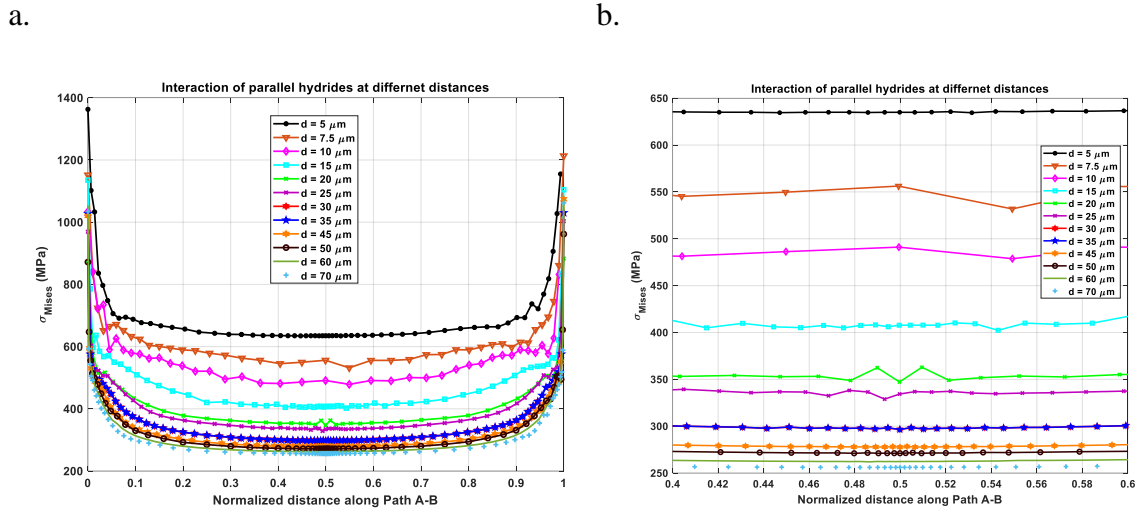 a.
b.
Interaction of parallel hydrides at differnet distances
σMises (MPa)
1400
1200
1000
800
600
400
200
0
0.1
0.2
0.3
0.4
0.5
0.6
0.7
0.8
0.9
1
Normalized distance along Path A-B
d = 5 μm
d = 7.5 μm
d = 10 μm
d = 15 μm
d = 20 μm
d = 25 μm
d = 30 μm
d = 35 μm
d = 45 μm
d = 50 μm
d = 60 μm
d = 70 μm
Interaction of parallel hydrides at differnet distances
σMises (MPa)
650
600
550
500
450
400
350
300
250
0.4
0.42
0.44
0.46
0.48
0.5
0.52
0.54
0.56
0.58
0.6
Normalized distance along Path A-B
d = 5 μm
d = 7.5 μm
d = 10 μm
d = 15 μm
d = 20 μm
d = 25 μm
d = 30 μm
d = 35 μm
d = 45 μm
d = 50 μm
d = 60 μm
d = 70 μm